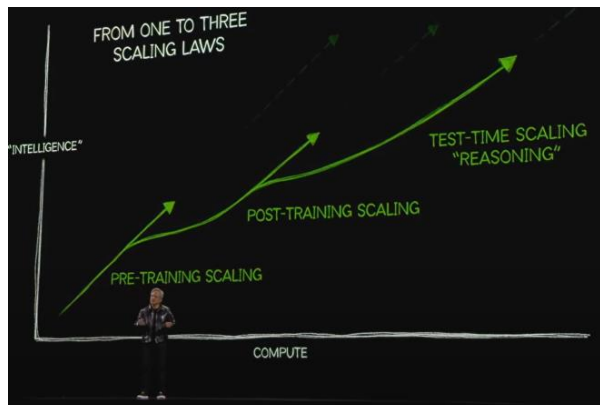 FROM ONE TO THREE
SCALING LAWS
"INTELLIGENCE"
TEST-TIME SCALING
"REASONING"
POST-TRAINING SCALING
PRE-TRAINING SCALING
COMPUTE